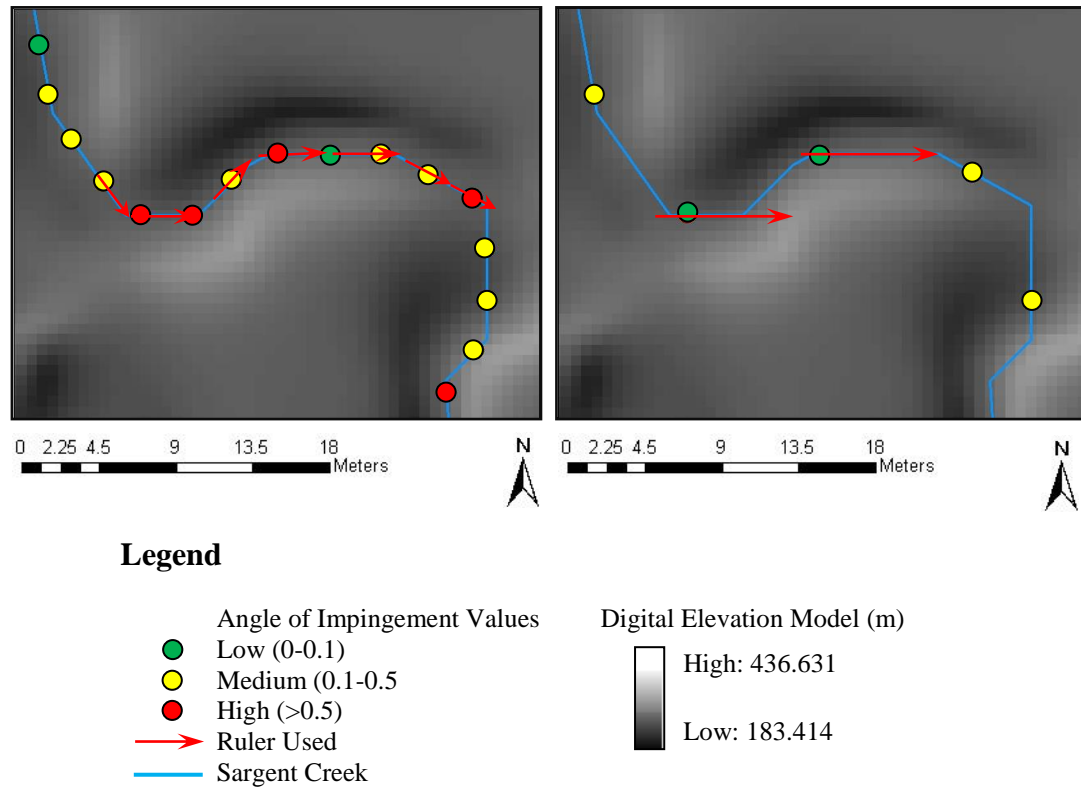 0 2.25 4.5 9 13.5 18
Meters
N
0 2.25 4.5 9 13.5 18
Meters
N
Legend
Angle of Impingement Values
Low (0-0.1)
Medium (0.1-0.5
High (>0.5)
Ruler Used
Sargent Creek
Digital Elevation Model (m)
High: 436.631
Low: 183.414